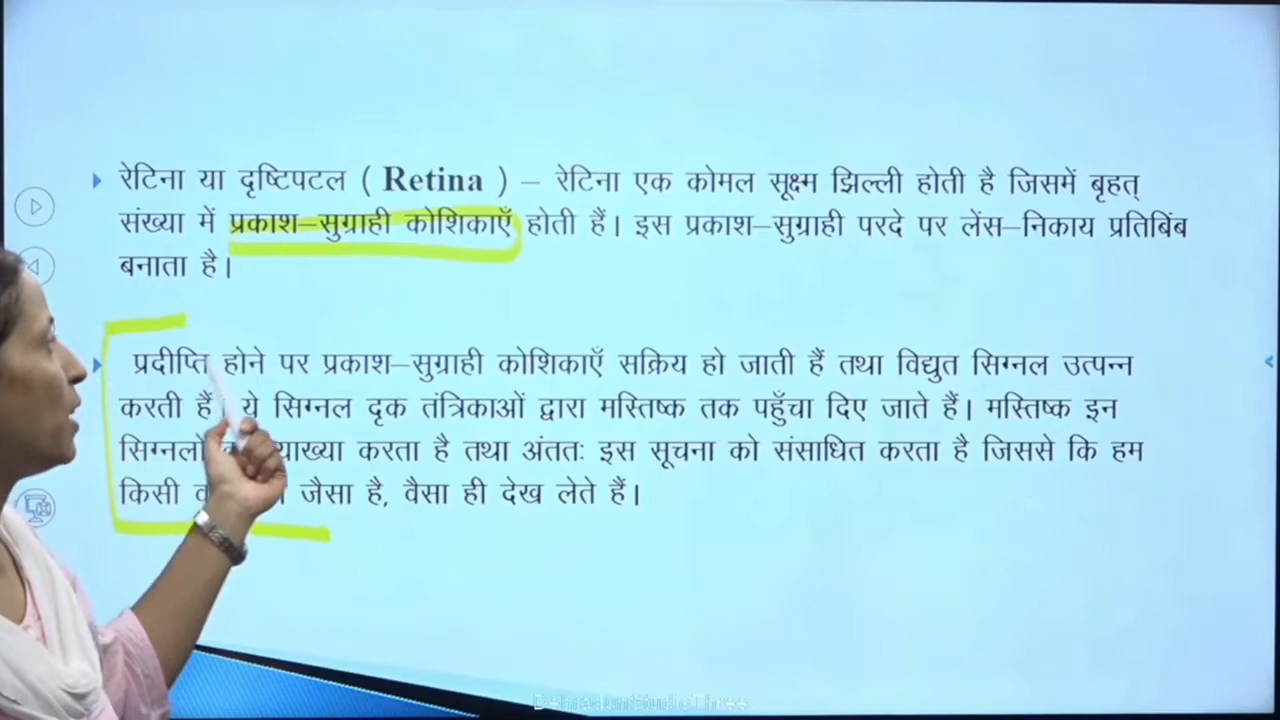 रेटिना या दृष्टिपटल ( Retina ) – रेटिना एक कोमल सूक्ष्म झिल्ली होती है जिसमें बृहत्
संख्या में प्रकाश–सुग्राही कोशिकाएँ होती हैं। इस प्रकाश–सुग्राही परदे पर लेंस–निकाय प्रतिबिंब
बनाता है।
प्रदीप्ति होने पर प्रकाश–सुग्राही कोशिकाएँ सक्रिय हो जाती हैं तथा विद्युत सिग्नल उत्पन्न
करती हैं। ये सिग्नल दृक तंत्रिकाओं द्वारा मस्तिष्क तक पहुँचा दिए जाते हैं। मस्तिष्क इन
सिग्नलों करता है तथा अंततः इस सूचना को संसाधित करता है जिससे कि हम
किसी जैसा है, वैसा ही देख लेते हैं।